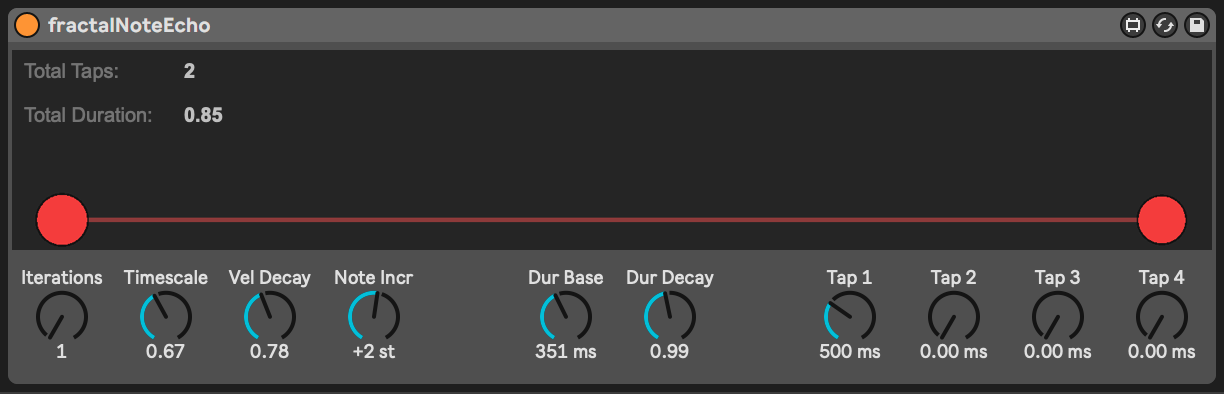 fractalNoteEcho
Total Taps: 2
Total Duration: 0.85
Iterations Timescale Vel Decay Note Incr Dur Base Dur Decay Tap 1 Tap 2 Tap 3 Tap 4
1 0.67 0.78 +2 st 351 ms 0.99 500 ms 0.00 ms 0.00 ms 0.00 ms